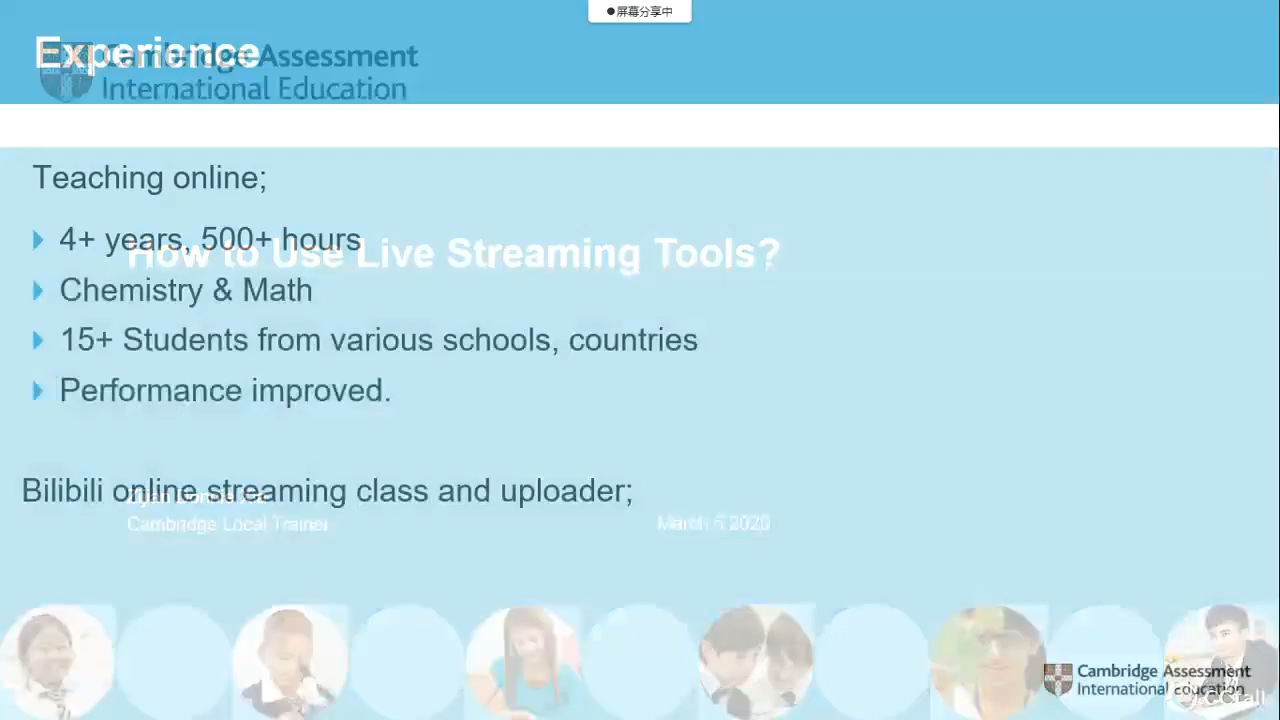 ●屏幕分享中
Experience
Cambridge Assessment
International Education
Teaching online;
4+ years, 500+ hours
How to Use Live Streaming Tools?
Chemistry & Math
15+ Students from various schools, countries
Performance improved.
Bilibili online streaming class and uploader;
Cambridge Local Trainer
March 5 2020
Cambridge Assessment
International Education
CCtalk